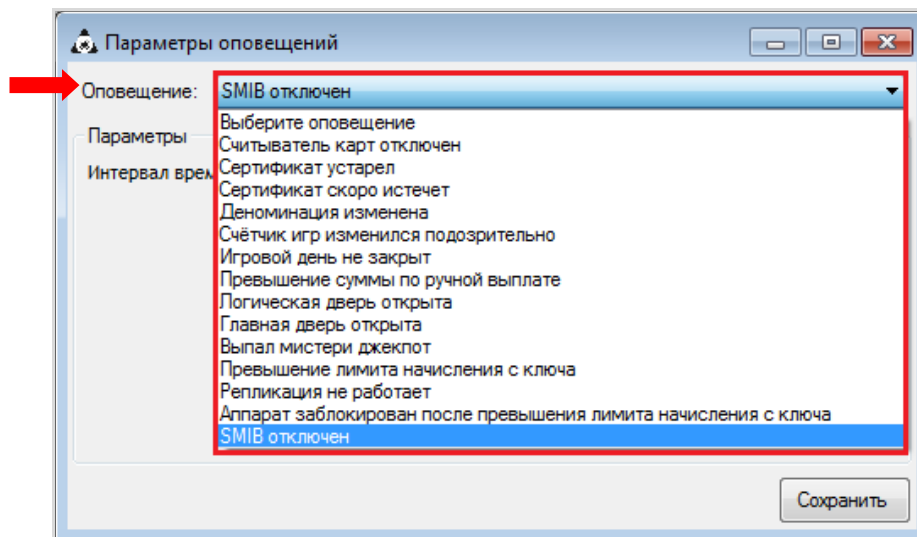 Параметры оповещений
Оповещение: SMIB отключен
Выберите оповещение
Параметры
Считыватель карт отключен
Интервал Сертификат устарел
Сертификат скоро истечет
Деноминация изменена
Счётчик игр изменился подозрительно
Игровой день не закрыт
Превышение суммы по ручной выплате
Логическая дверь открыта
Главная дверь открыта
Выпал мистери джекпот
Превышение лимита начисления с ключа
Репликация не работает
Аппарат заблокирован после превышения лимита начисления с ключа
SMIB отключен
Сохранить